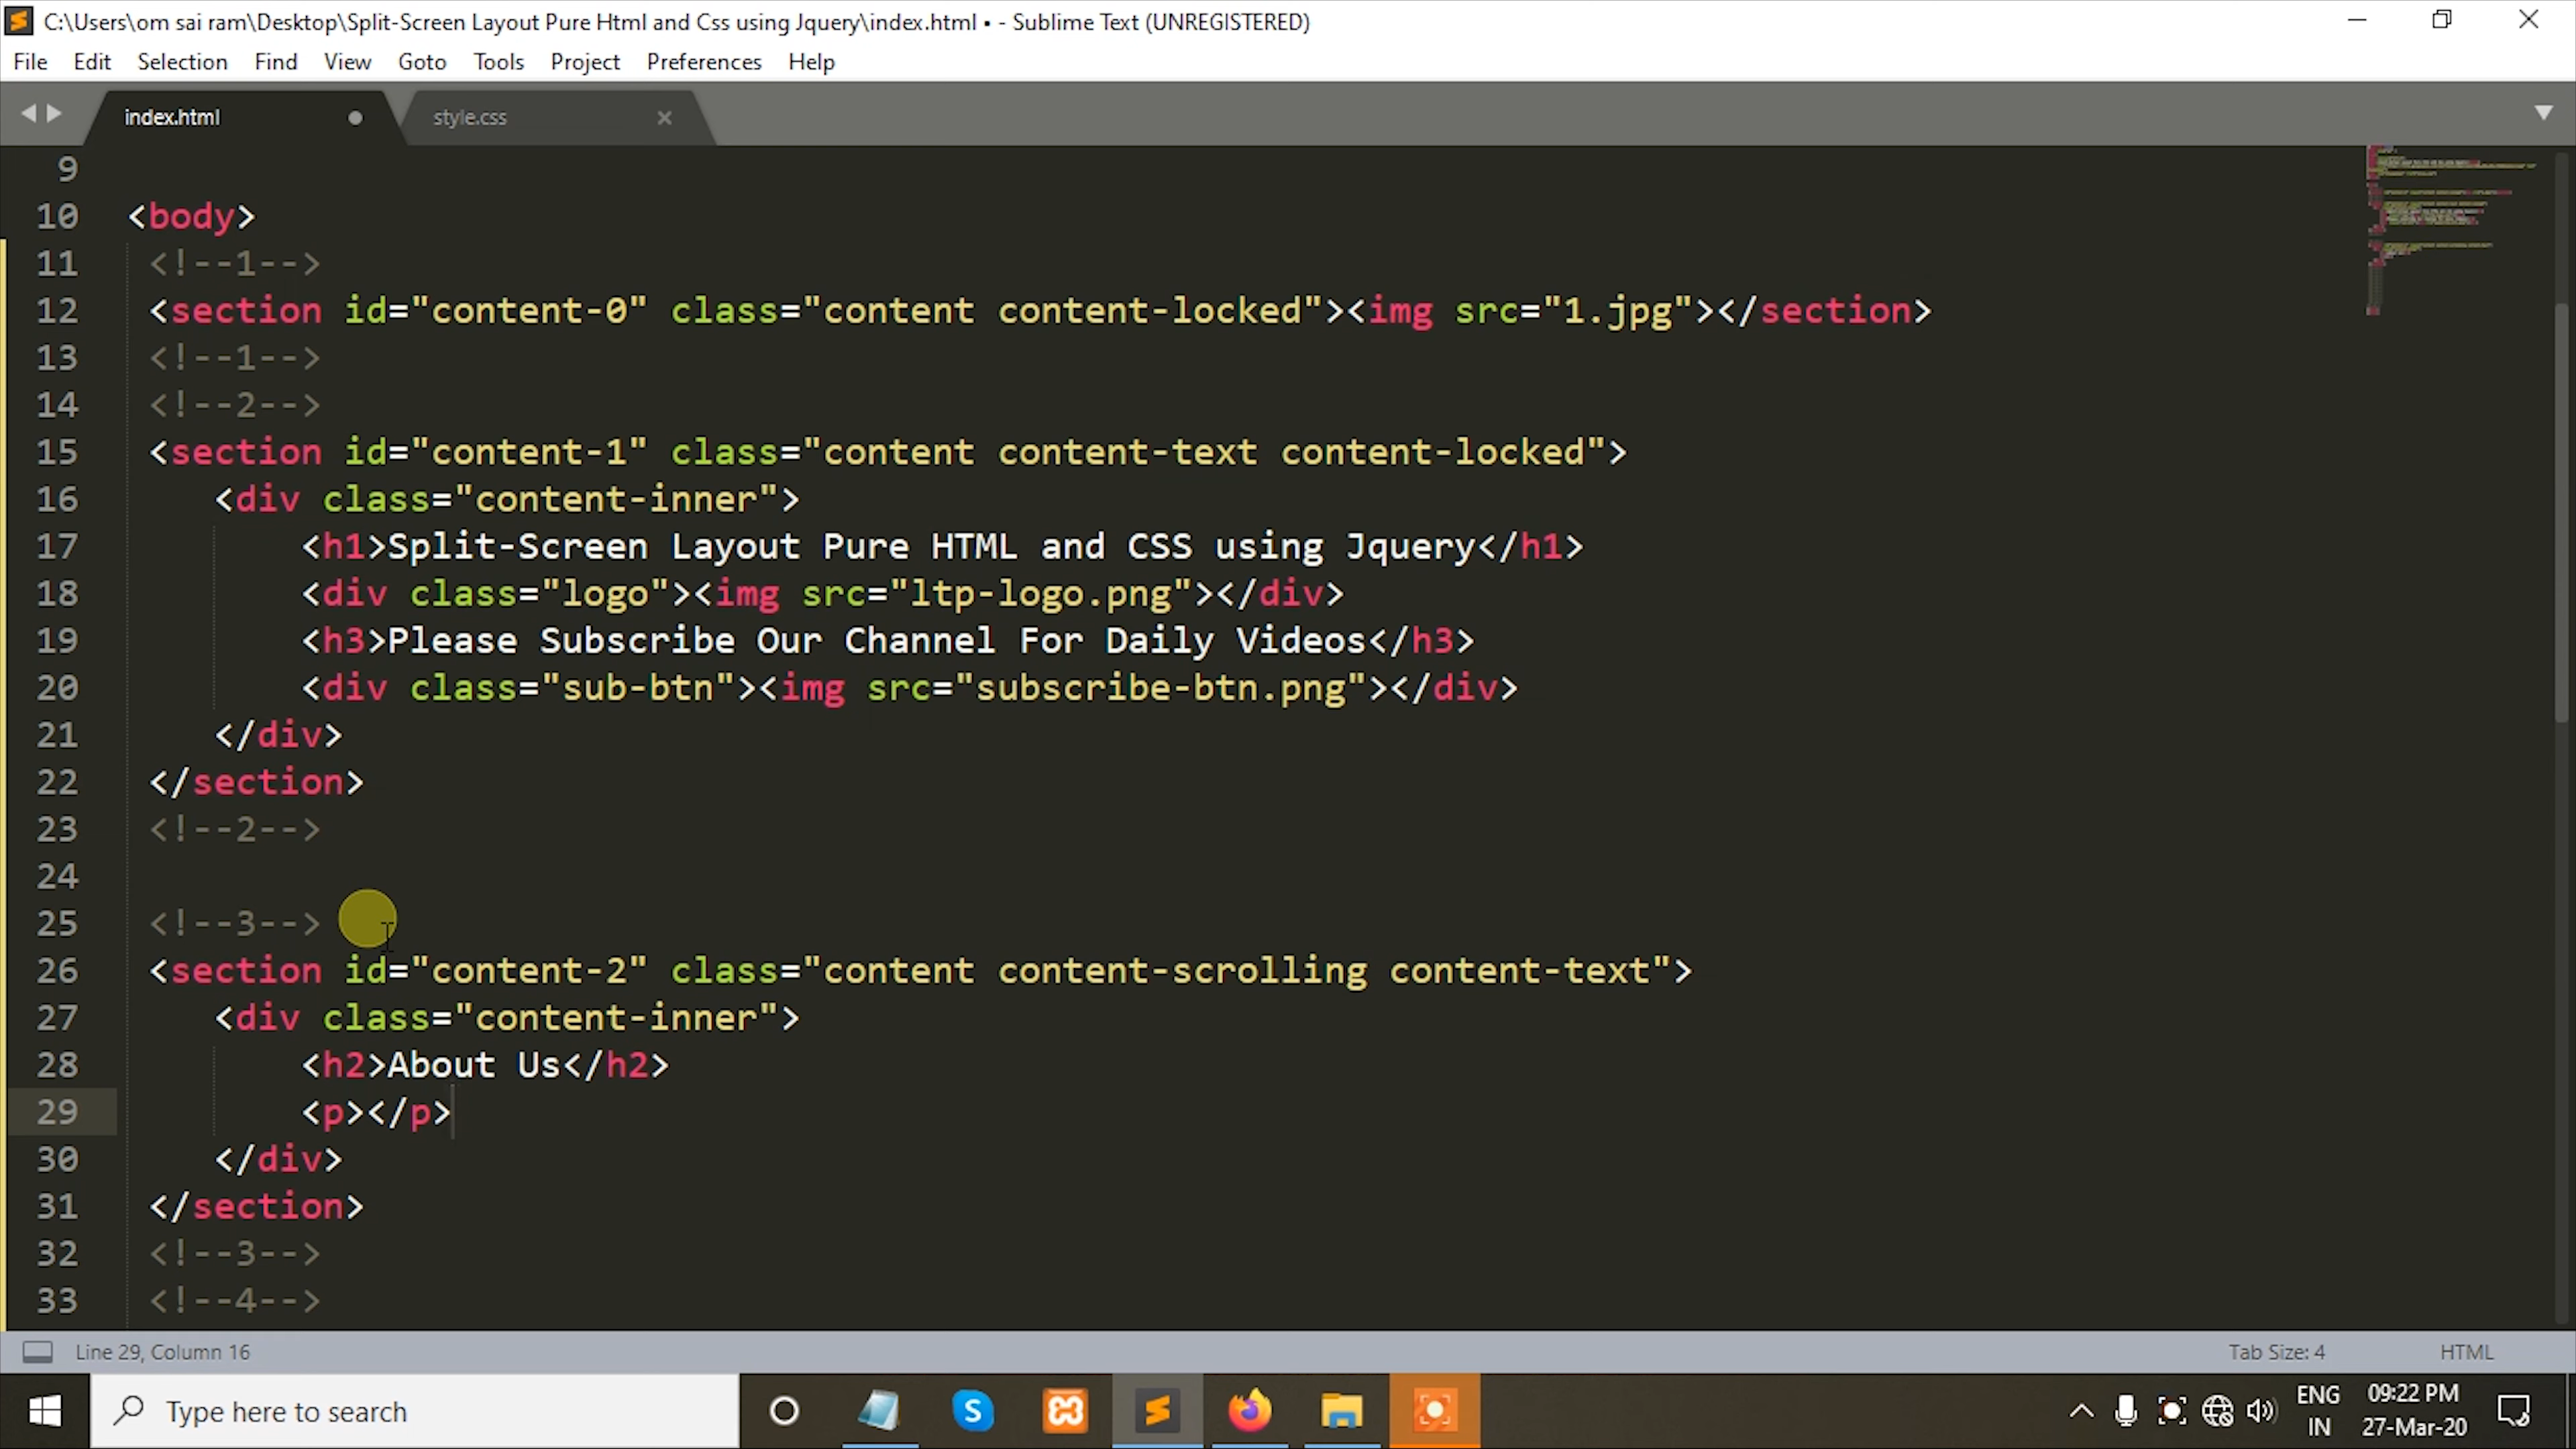 C:\Users\om sai ram\Desktop\Split-Screen Layout Pure Html and Css using Jquery\index.html • - Sublime Text (UNREGISTERED)
File Edit Selection Find View Goto Tools Project Preferences Help
index.html style.css
9
10 <body>
11 <!--1-->
12 <section id="content-0" class="content content-locked"><img src="1.jpg"></section>
13 <!--1-->
14 <!--2-->
15 <section id="content-1" class="content content-text content-locked">
16 <div class="content-inner">
17 <h1>Split-Screen Layout Pure HTML and CSS using Jquery</h1>
18 <div class="logo"><img src="ltp-logo.png"></div>
19 <h3>Please Subscribe Our Channel For Daily Videos</h3>
20 <div class="sub-btn"><img src="subscribe-btn.png"></div>
21 </div>
22 </section>
23 <!--2-->
24
25 <!--3-->
26 <section id="content-2" class="content content-scrolling content-text">
27 <div class="content-inner">
28 <h2>About Us</h2>
29 <p></p>
30 </div>
31 </section>
32 <!--3-->
33 <!--4-->
Line 29, Column 16 Tab Size: 4 HTML
Type here to search
ENG 09:22 PM
IN 27-Mar-20